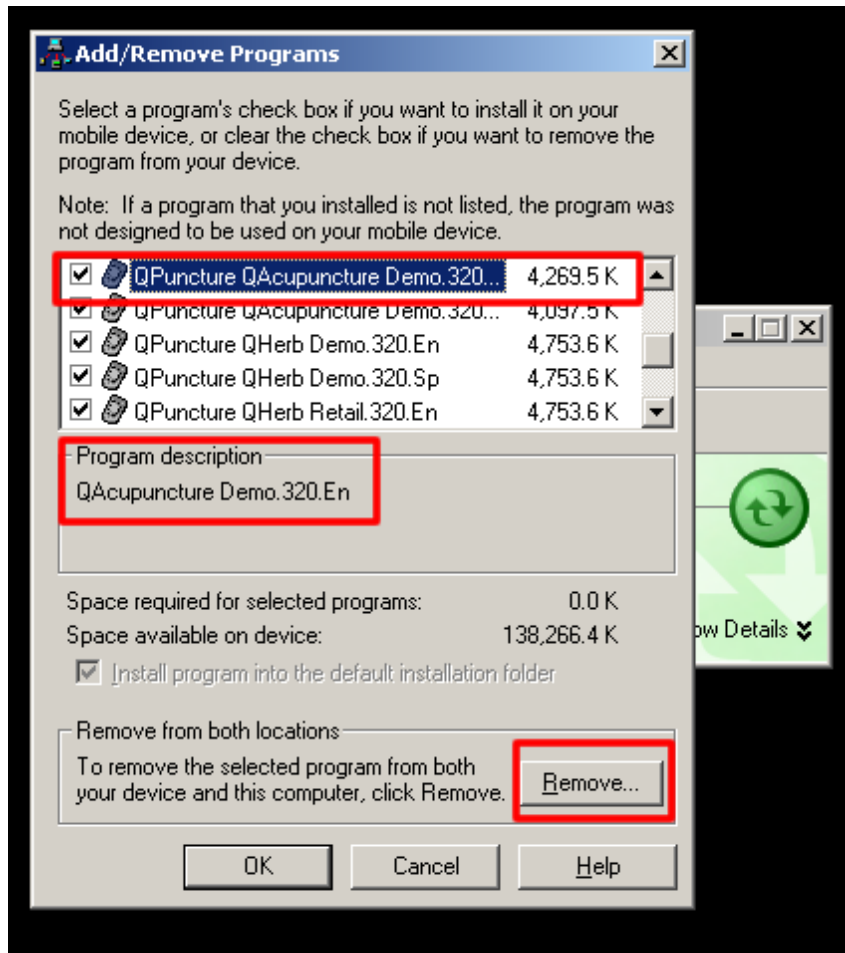 Add/Remove Programs
Select a program's check box if you want to install it on your
mobile device, or clear the check box if you want to remove the
program from your device.
Note: If a program that you installed is not listed, the program was
not designed to be used on your mobile device.
QPuncture QAcupuncture Demo.320... 4,269.5 K
QPuncture QAcupuncture Demo.320... 4,097.5 K
QPuncture QHerb Demo.320.En 4,753.6 K
QPuncture QHerb Demo.320.Sp 4,753.6 K
QPuncture QHerb Retail.320.En 4,753.6 K
Program description
QAcupuncture Demo.320.En
Space required for selected programs: 0.0 K
Space available on device: 138,266.4 K
ow Details
Install program into the default installation folder
Remove from both locations
To remove the selected program from both
your device and this computer, click Remove.
Remove...
OK Cancel Help